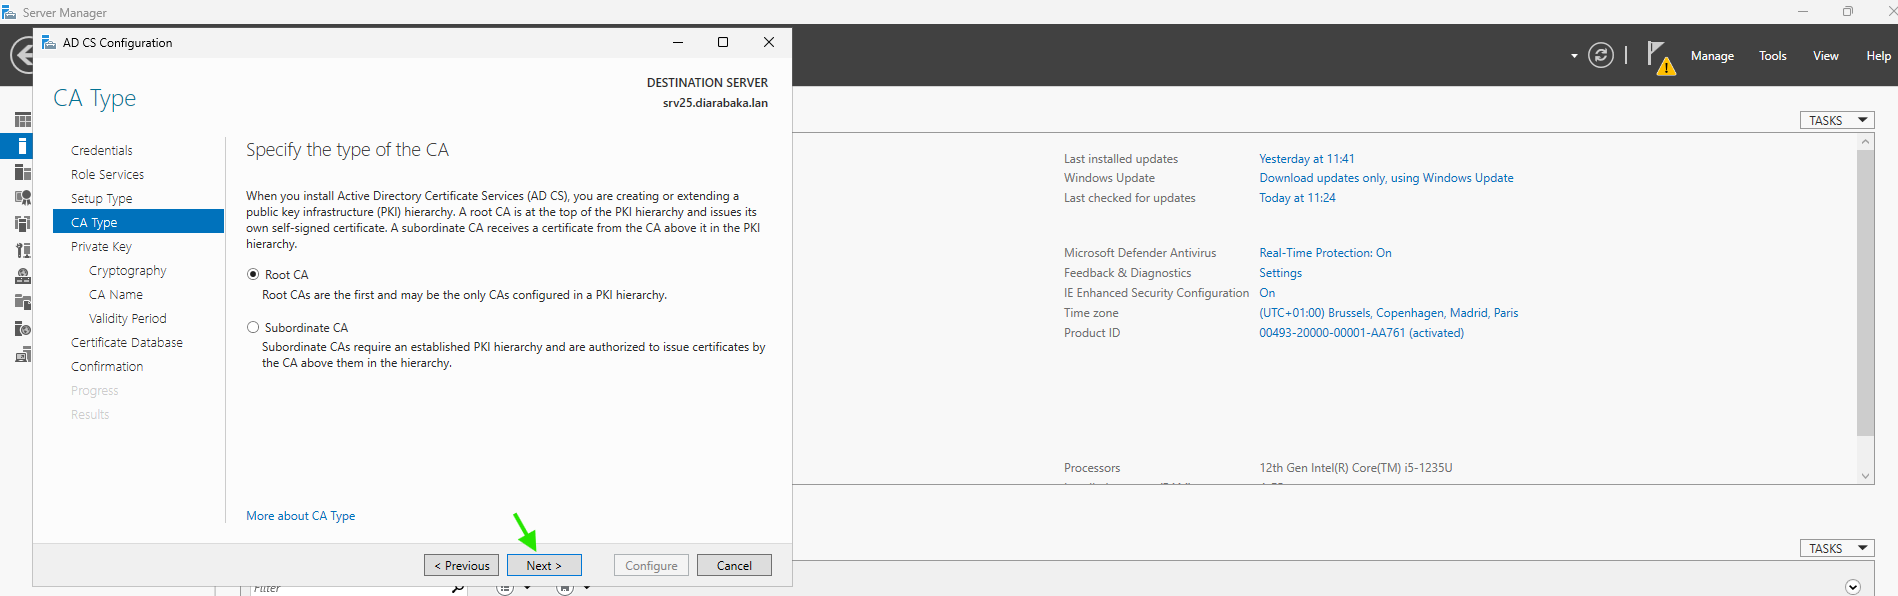 Server Manager
AD CS Configuration
Manage
Tools
View
Help
CA Type
DESTINATION SERVER
srv25.diarabaka.lan
Credentials
Role Services
Setup Type
CA Type
Private Key
Cryptography
CA Name
Validity Period
Certificate Database
Confirmation
Progress
Results
Specify the type of the CA
When you install Active Directory Certificate Services (AD CS), you are creating or extending a
public key infrastructure (PKI) hierarchy. A root CA is at the top of the PKI hierarchy and issues its
own self-signed certificate. A subordinate CA receives a certificate from the CA above it in the PKI
hierarchy.
Root CA
Root CAs are the first and may be the only CAs configured in a PKI hierarchy.
Subordinate CA
Subordinate CAs require an established PKI hierarchy and are authorized to issue certificates by
the CA above them in the hierarchy.
More about CA Type
< Previous
Next >
Configure
Cancel
TASKS
Last installed updates Yesterday at 11:41
Windows Update Download updates only, using Windows Update
Last checked for updates Today at 11:24
Microsoft Defender Antivirus Real-Time Protection: On
Feedback & Diagnostics Settings
IE Enhanced Security Configuration On
Time zone (UTC+01:00) Brussels, Copenhagen, Madrid, Paris
Product ID 00493-20000-00001-AA761 (activated)
Processors 12th Gen Intel(R) Core(TM) i5-1235U
TASKS
Filter